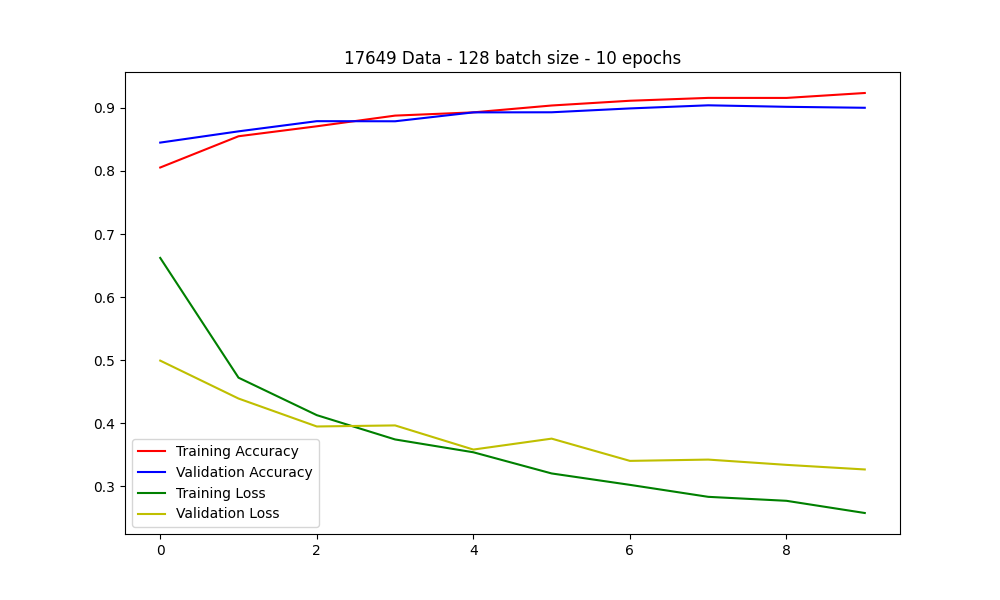 17649 Data - 128 batch size - 10 epochs
0.9
0.8
0.7
0.6
0.5
0.4
0.3
Training Accuracy
Validation Accuracy
Training Loss
Validation Loss
0 2 4 6 8